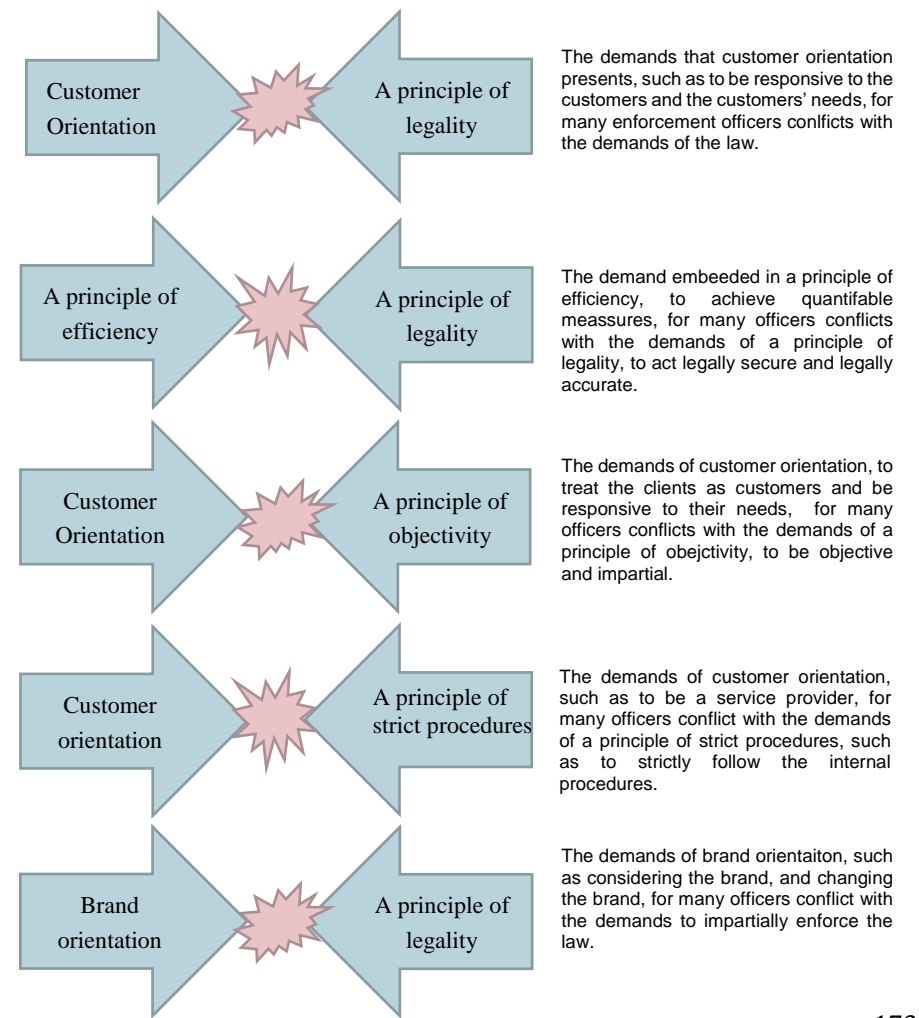 Customer
Orientation
A principle of
legality
The demands that customer orientation
presents, such as to be responsive to the
customers and the customers' needs, for
many enforcement officers conlficts with
the demands of the law.
A principle of
efficiency
A principle of
legality
The demand embeeded in a principle of
efficiency, to achieve quantifable
meassures, for many officers conflicts
with the demands of a principle of
legality, to act legally secure and legally
accurate.
Customer
Orientation
A principle of
objectivity
The demands of customer orientation, to
treat the clients as customers and be
responsive to their needs, for many
officers conflicts with the demands of a
principle of obejctivity, to be objective
and impartial.
Customer
orientation
A principle of
strict procedures
The demands of customer orientation,
such as to be a service provider, for
many officers conflict with the demands
of a principle of strict procedures, such
as to strictly follow the internal
procedures.
Brand
orientation
A principle of
legality
The demands of brand orientaiton, such
as considering the brand, and changing
the brand, for many officers conflict with
the demands to impartially enforce the
law.